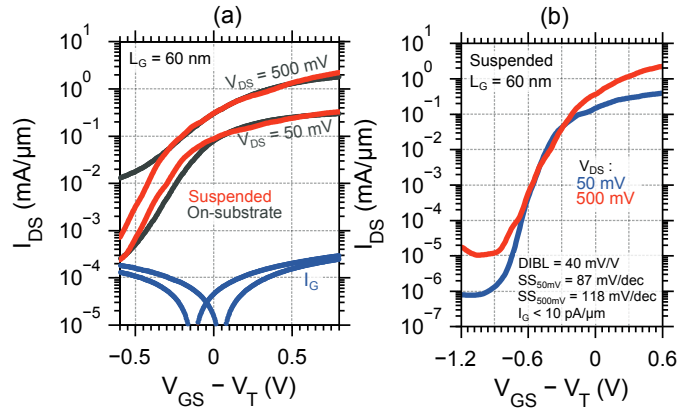 (a)
L_G = 60 nm
V_DS = 500 mV
V_DS = 50 mV
Suspended
On-substrate
I_G
I_DS (mA/μm)
10^1
10^0
10^−1
10^−2
10^−3
10^−4
10^−5
−0.5 0 0.5
V_GS − V_T (V)
(b)
Suspended
L_G = 60 nm
V_DS :
50 mV
500 mV
DIBL = 40 mV/V
SS_50mV = 87 mV/dec
SS_500mV = 118 mV/dec
I_G < 10 pA/μm
I_DS (mA/μm)
10^1
10^0
10^−1
10^−2
10^−3
10^−4
10^−5
10^−6
10^−7
−1.2 −0.6 0 0.6
V_GS − V_T (V)